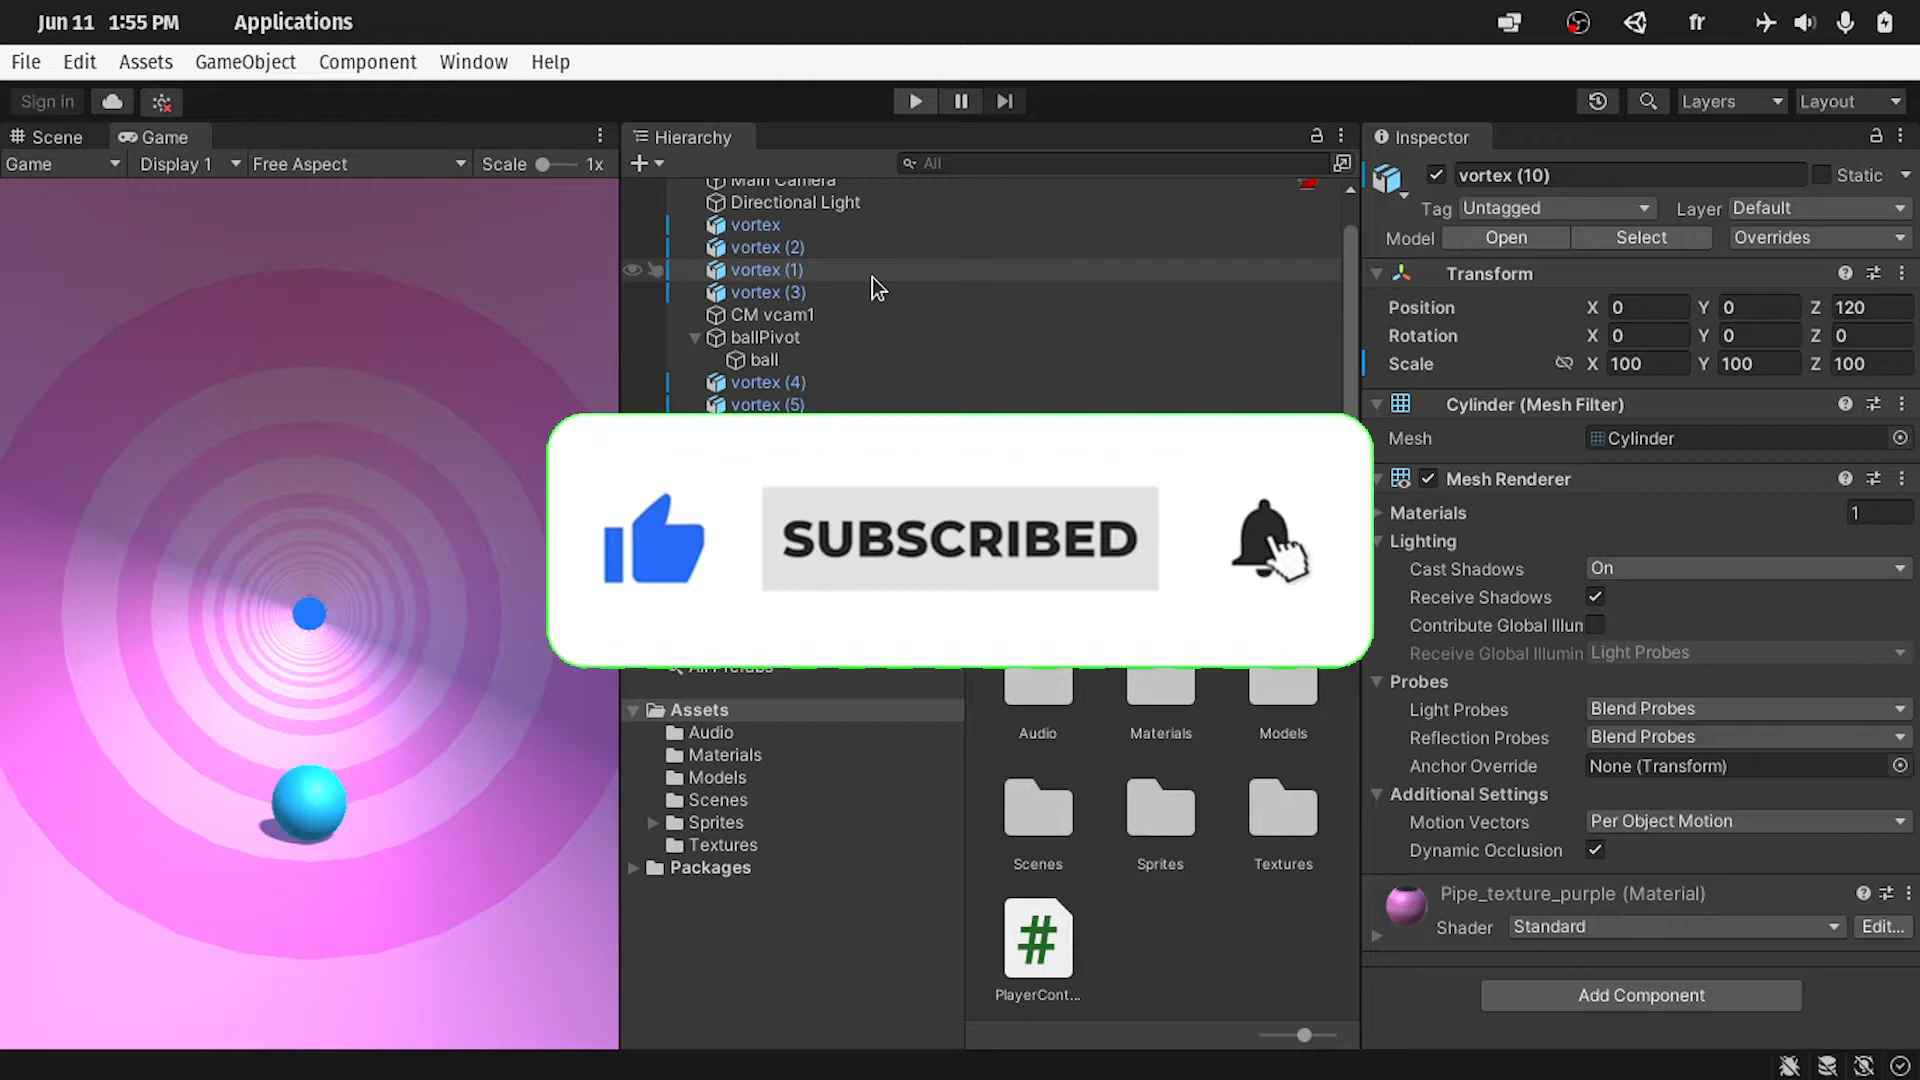 Jun 11 1:55 PM Applications fr
File Edit Assets GameObject Component Window Help
Sign in Layers Layout
Scene Game
Game Display 1 Free Aspect Scale 1x
Hierarchy
All
Main Camera
Directional Light
vortex
vortex (2)
vortex (1)
vortex (3)
CM vcam1
ballPivot
ball
vortex (4)
vortex (5)
SUBSCRIBED
All Prefabs
Assets
Audio
Materials
Models
Scenes
Sprites
Textures
Packages
Audio Materials Models
Scenes Sprites Textures
#
PlayerCont...
Inspector
vortex (10) Static
Tag Untagged Layer Default
Model Open Select Overrides
Transform
Position X 0 Y 0 Z 120
Rotation X 0 Y 0 Z 0
Scale X 100 Y 100 Z 100
Cylinder (Mesh Filter)
Mesh Cylinder
Mesh Renderer
Materials 1
Lighting
Cast Shadows On
Receive Shadows
Contribute Global Illun
Receive Global Illumin Light Probes
Probes
Light Probes Blend Probes
Reflection Probes Blend Probes
Anchor Override None (Transform)
Additional Settings
Motion Vectors Per Object Motion
Dynamic Occlusion
Pipe_texture_purple (Material)
Shader Standard Edit...
Add Component